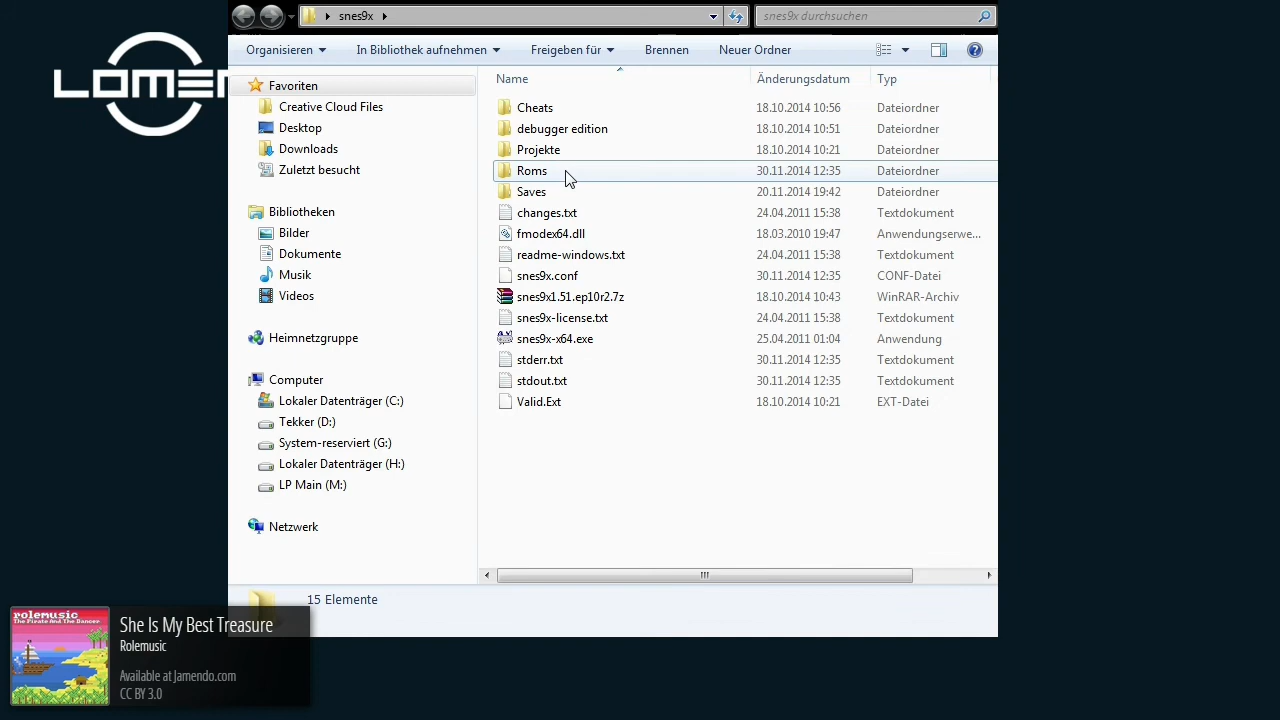 snes9x
snes9x durchsuchen
Organisieren
In Bibliothek aufnehmen
Freigeben für
Brennen
Neuer Ordner
LOMEN
Favoriten
Creative Cloud Files
Desktop
Downloads
Zuletzt besucht
Bibliotheken
Bilder
Dokumente
Musik
Videos
Heimnetzgruppe
Computer
Lokaler Datenträger (C:)
Tekker (D:)
System-reserviert (G:)
Lokaler Datenträger (H:)
LP Main (M:)
Netzwerk
Name Änderungsdatum Typ
Cheats 18.10.2014 10:56 Dateiordner
debugger edition 18.10.2014 10:51 Dateiordner
Projekte 18.10.2014 10:21 Dateiordner
Roms 30.11.2014 12:35 Dateiordner
Saves 20.11.2014 19:42 Dateiordner
changes.txt 24.04.2011 15:38 Textdokument
fmodex64.dll 18.03.2010 19:47 Anwendungserwe...
readme-windows.txt 24.04.2011 15:38 Textdokument
snes9x.conf 30.11.2014 12:35 CONF-Datei
snes9x1.51.ep10r2.7z 18.10.2014 10:43 WinRAR-Archiv
snes9x-license.txt 24.04.2011 15:38 Textdokument
snes9x-x64.exe 25.04.2011 01:04 Anwendung
stderr.txt 30.11.2014 12:35 Textdokument
stdout.txt 30.11.2014 12:35 Textdokument
Valid.Ext 18.10.2014 10:21 EXT-Datei
15 Elemente
rolemusic
The Pirate And The Dancer
She Is My Best Treasure
Rolemusic
Available at Jamendo.com
CC BY 3.0